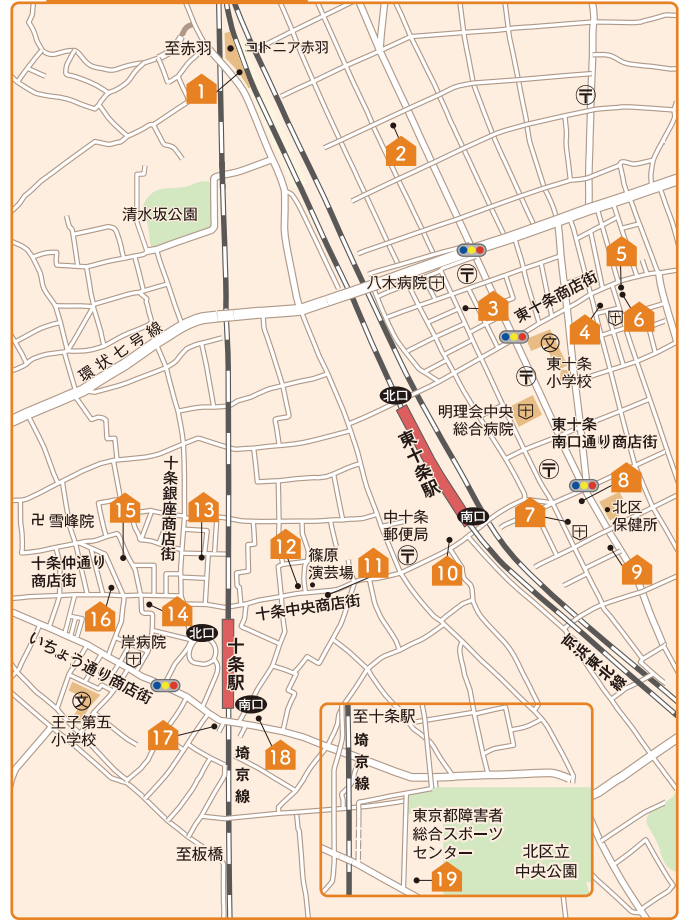 至赤羽
コトニア赤羽
1
〒
2
清水坂公園
5
八木病院
〒
3
東十条商店街
6
4
環状七号線
文
東十条
小学校
〒
北口
明理会中央
総合病院
東十条
南口通り商店街
東十条駅
十条銀座商店街
〒
8
15
13
卍 雪峰院
中十条
郵便局
〒
南口
7
北区
保健所
12
篠原
演芸場
11
十条仲通り
商店街
10
9
16
14
十条中央商店街
北口
いちょう通り商店街
岸病院
十条駅
京浜東北線
文
王子第五
小学校
南口
17
18
至十条駅
埼京線
埼京線
東京都障害者
総合スポーツ
センター
北区立
中央公園
至板橋
19